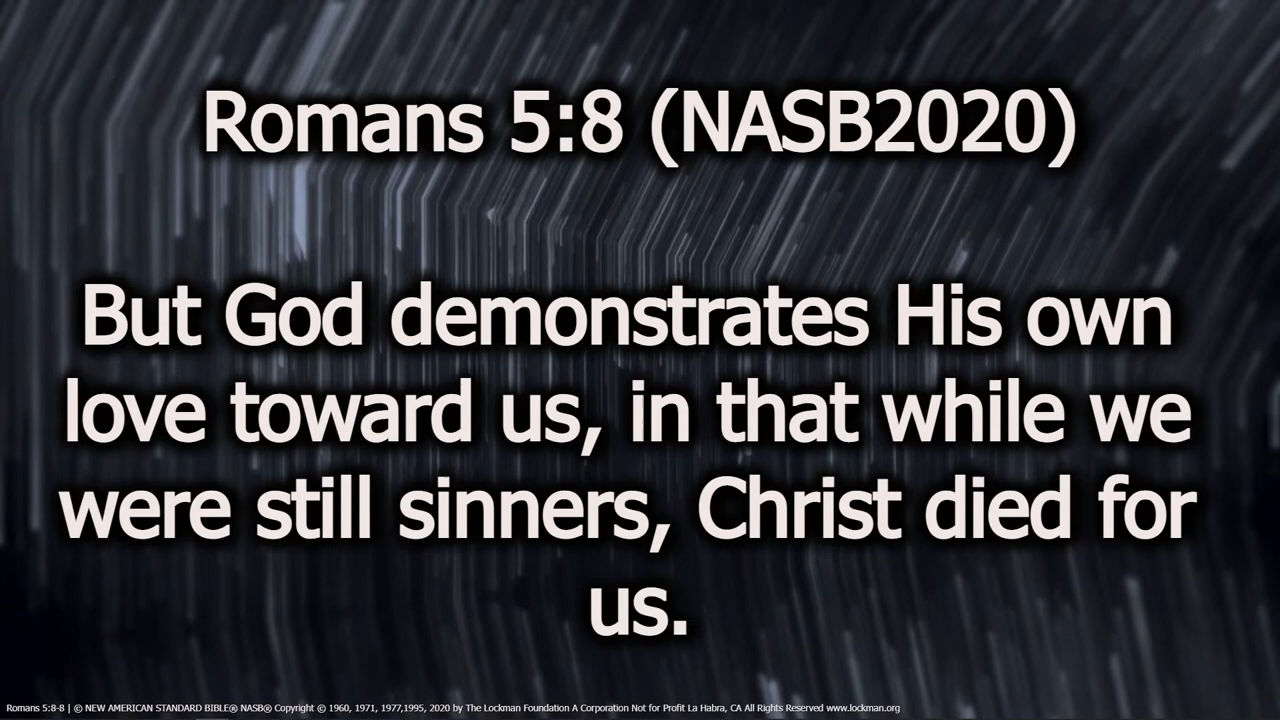 Romans 5:8 (NASB2020)
But God demonstrates His own
love toward us, in that while we
were still sinners, Christ died for
us.
Romans 5:8-8 | © NEW AMERICAN STANDARD BIBLE® NASB® Copyright © 1960, 1971, 1977,1995, 2020 by The Lockman Foundation A Corporation Not for Profit La Habra, CA All Rights Reserved www.lockman.org